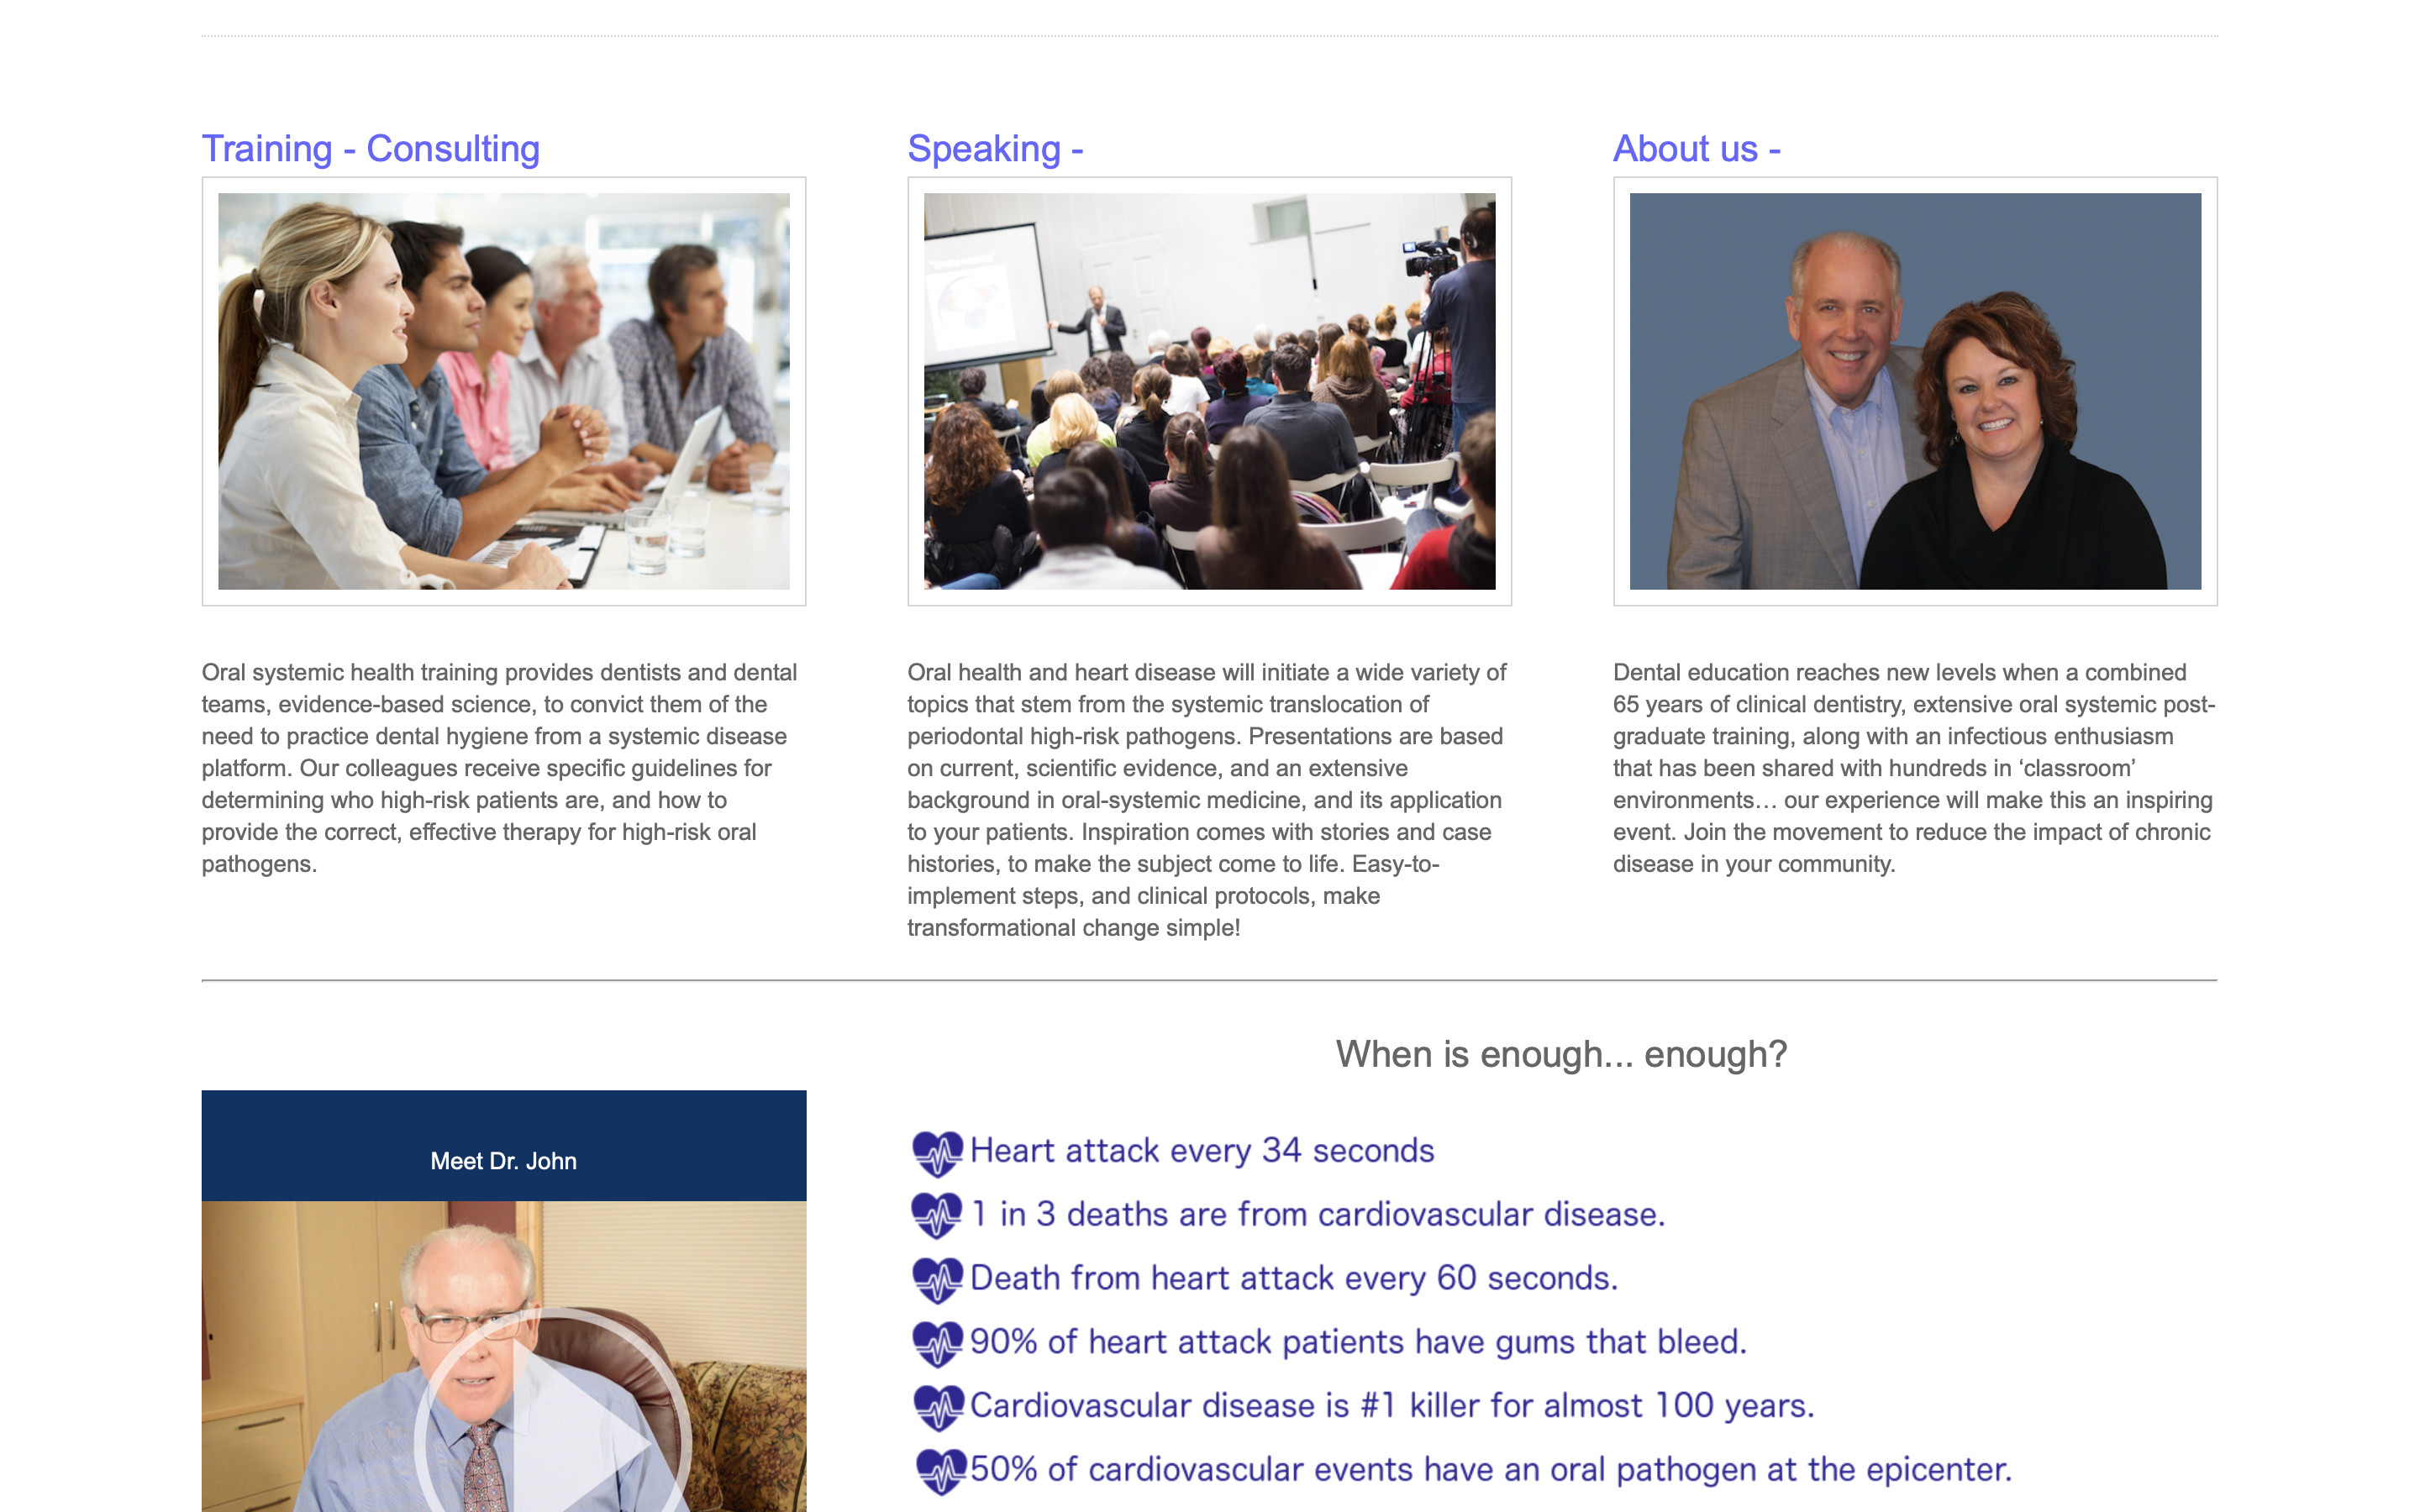 Training - Consulting
Speaking -
About us -
Oral systemic health training provides dentists and dental
teams, evidence-based science, to convict them of the
need to practice dental hygiene from a systemic disease
platform. Our colleagues receive specific guidelines for
determining who high-risk patients are, and how to
provide the correct, effective therapy for high-risk oral
pathogens.
Oral health and heart disease will initiate a wide variety of
topics that stem from the systemic translocation of
periodontal high-risk pathogens. Presentations are based
on current, scientific evidence, and an extensive
background in oral-systemic medicine, and its application
to your patients. Inspiration comes with stories and case
histories, to make the subject come to life. Easy-to-
implement steps, and clinical protocols, make
transformational change simple!
Dental education reaches new levels when a combined
65 years of clinical dentistry, extensive oral systemic post-
graduate training, along with an infectious enthusiasm
that has been shared with hundreds in ‘classroom’
environments… our experience will make this an inspiring
event. Join the movement to reduce the impact of chronic
disease in your community.
Meet Dr. John
When is enough... enough?
Heart attack every 34 seconds
1 in 3 deaths are from cardiovascular disease.
Death from heart attack every 60 seconds.
90% of heart attack patients have gums that bleed.
Cardiovascular disease is #1 killer for almost 100 years.
50% of cardiovascular events have an oral pathogen at the epicenter.